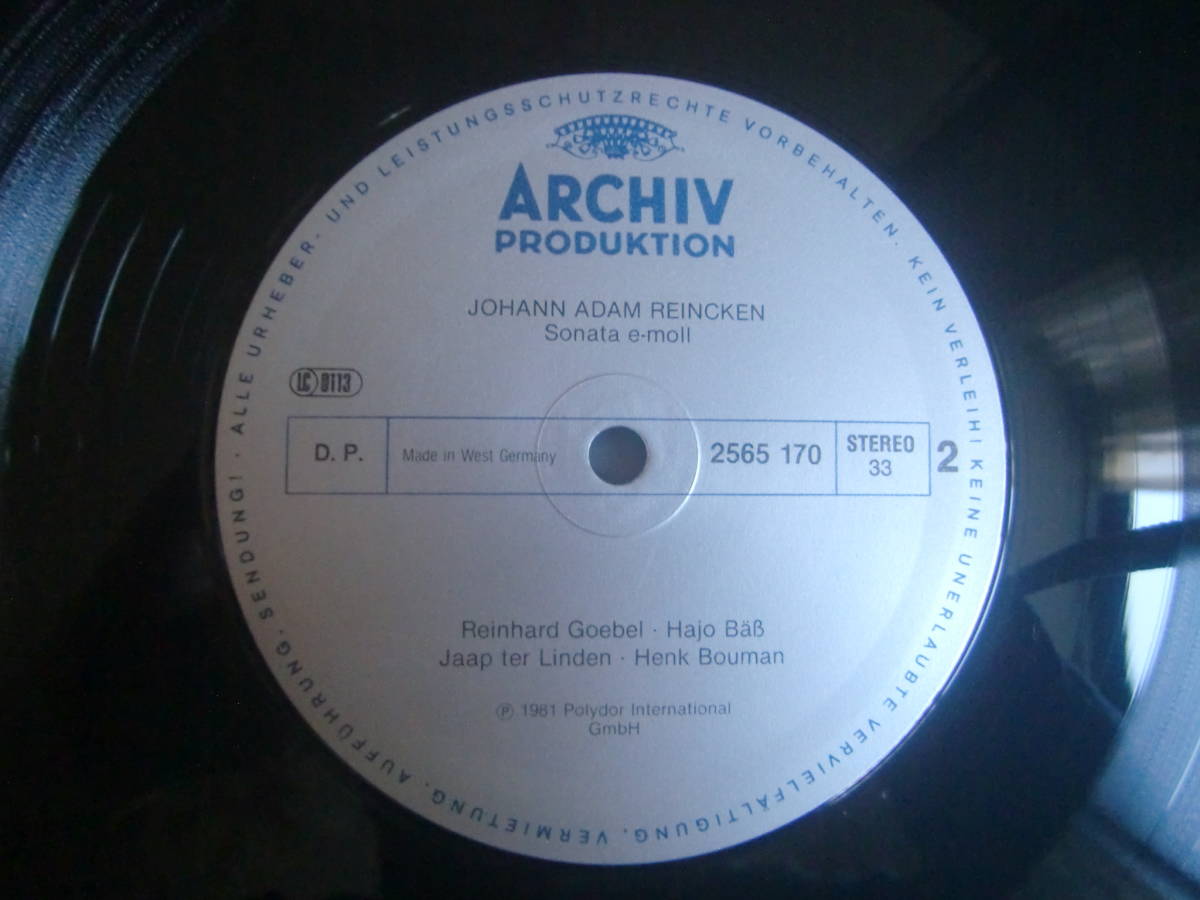 ALLE URHEBER- UND LEISTUNGSSCHUTZRECHTE VORBEHALTEN. KEIN VERLEIH! KEINE UNERLAUBTE VERVIELFÄLTIGUNG, VERMIETUNG, AUFFÜHRUNG, SENDUNG!
ARCHIV
PRODUKTION
JOHANN ADAM REINCKEN
Sonata e-moll
LC 0113
D. P. Made in West Germany 2565 170 STEREO 33 2
Reinhard Goebel · Hajo Bäß
Jaap ter Linden · Henk Bouman
Ⓟ 1981 Polydor International
GmbH